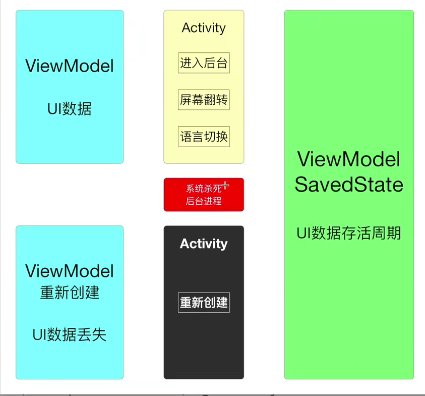 ViewModel
UI数据
Activity
进入后台
屏幕翻转
语言切换
系统杀死
后台进程
ViewModel
重新创建
UI数据丢失
Activity
重新创建
ViewModel
SavedState
UI数据存活周期